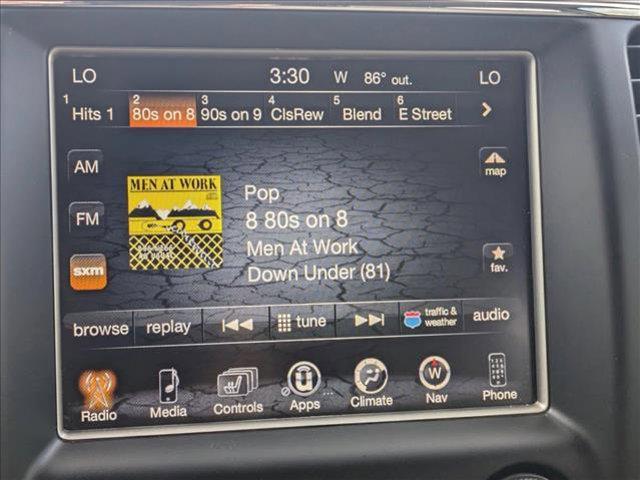 LO 3:30 W 86° out. LO
1 Hits 1 2 80s on 8 3 90s on 9 4 ClsRew 5 Blend 6 E Street
AM
FM
sxm
MEN AT WORK
Pop
8 80s on 8
Men At Work
Down Under (81)
map
fav.
browse replay tune traffic & weather audio
Radio Media Controls Apps Climate W Nav Phone